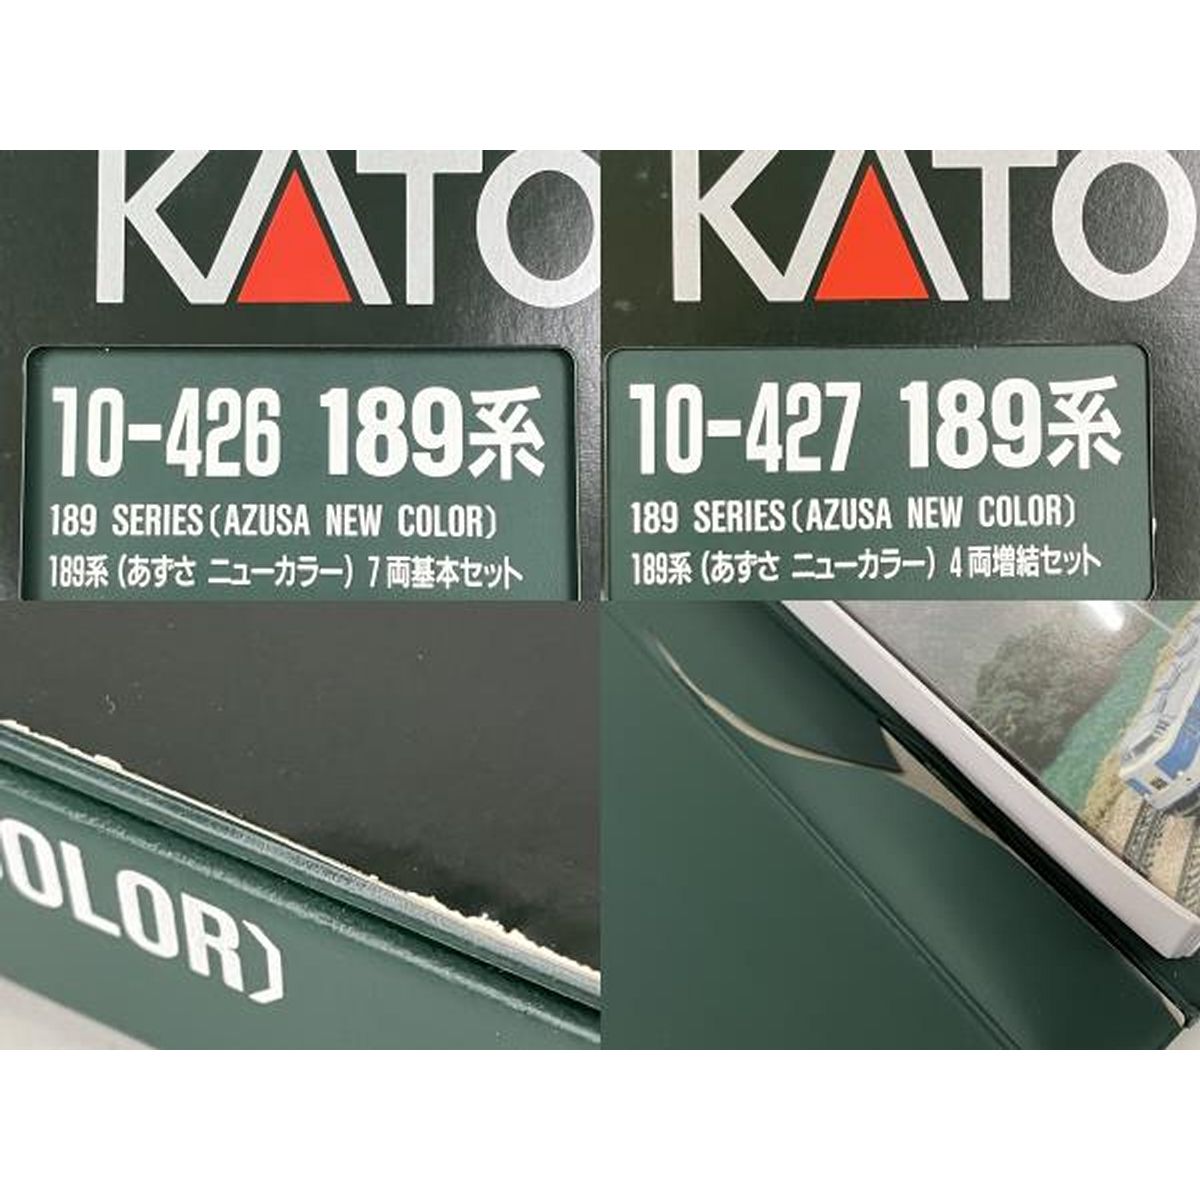 KATO
10-426 189系
189 SERIES(AZUSA NEW COLOR)
189系(あずさ ニューカラー) 7両基本セット
KATO
10-427 189系
189 SERIES(AZUSA NEW COLOR)
189系(あずさ ニューカラー) 4両増結セット
COLOR)